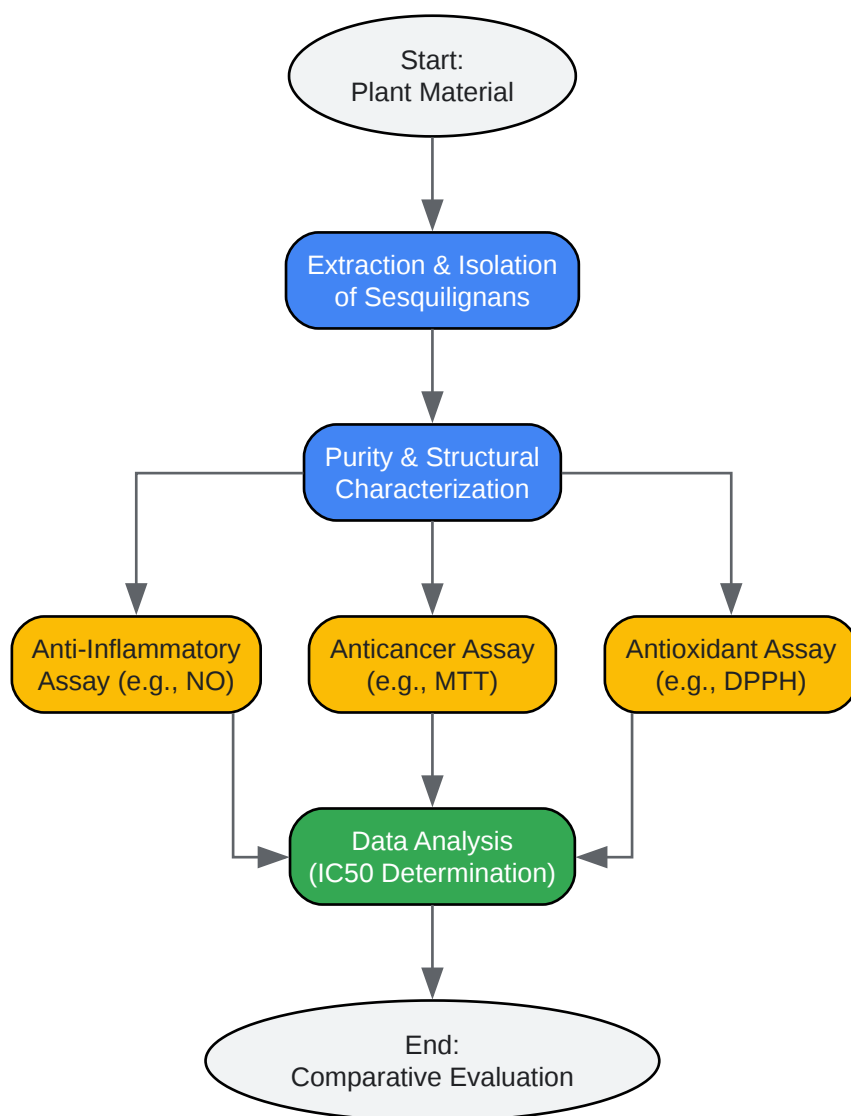 Start:
Plant Material
Extraction & Isolation
of Sesquilignans
Purity & Structural
Characterization
Anti-Inflammatory
Assay (e.g., NO)
Anticancer Assay
(e.g., MTT)
Antioxidant Assay
(e.g., DPPH)
Data Analysis
(IC50 Determination)
End:
Comparative Evaluation